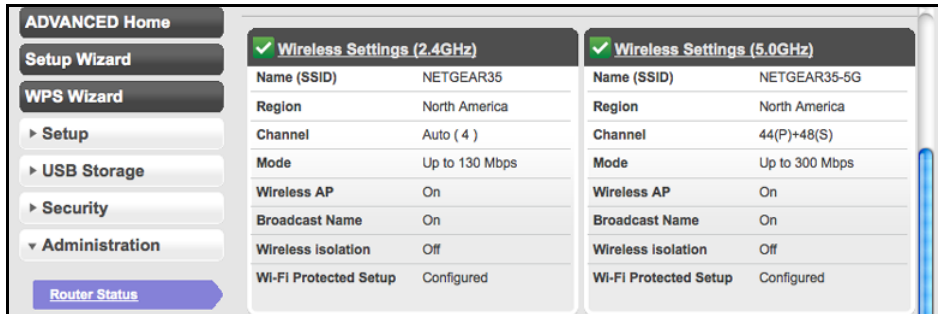 ADVANCED Home
Setup Wizard
WPS Wizard
Setup
USB Storage
Security
Administration
Router Status
Wireless Settings (2.4GHz)
Name (SSID) NETGEAR35
Region North America
Channel Auto ( 4 )
Mode Up to 130 Mbps
Wireless AP On
Broadcast Name On
Wireless isolation Off
Wi-Fi Protected Setup Configured
Wireless Settings (5.0GHz)
Name (SSID) NETGEAR35-5G
Region North America
Channel 44(P)+48(S)
Mode Up to 300 Mbps
Wireless AP On
Broadcast Name On
Wireless isolation Off
Wi-Fi Protected Setup Configured